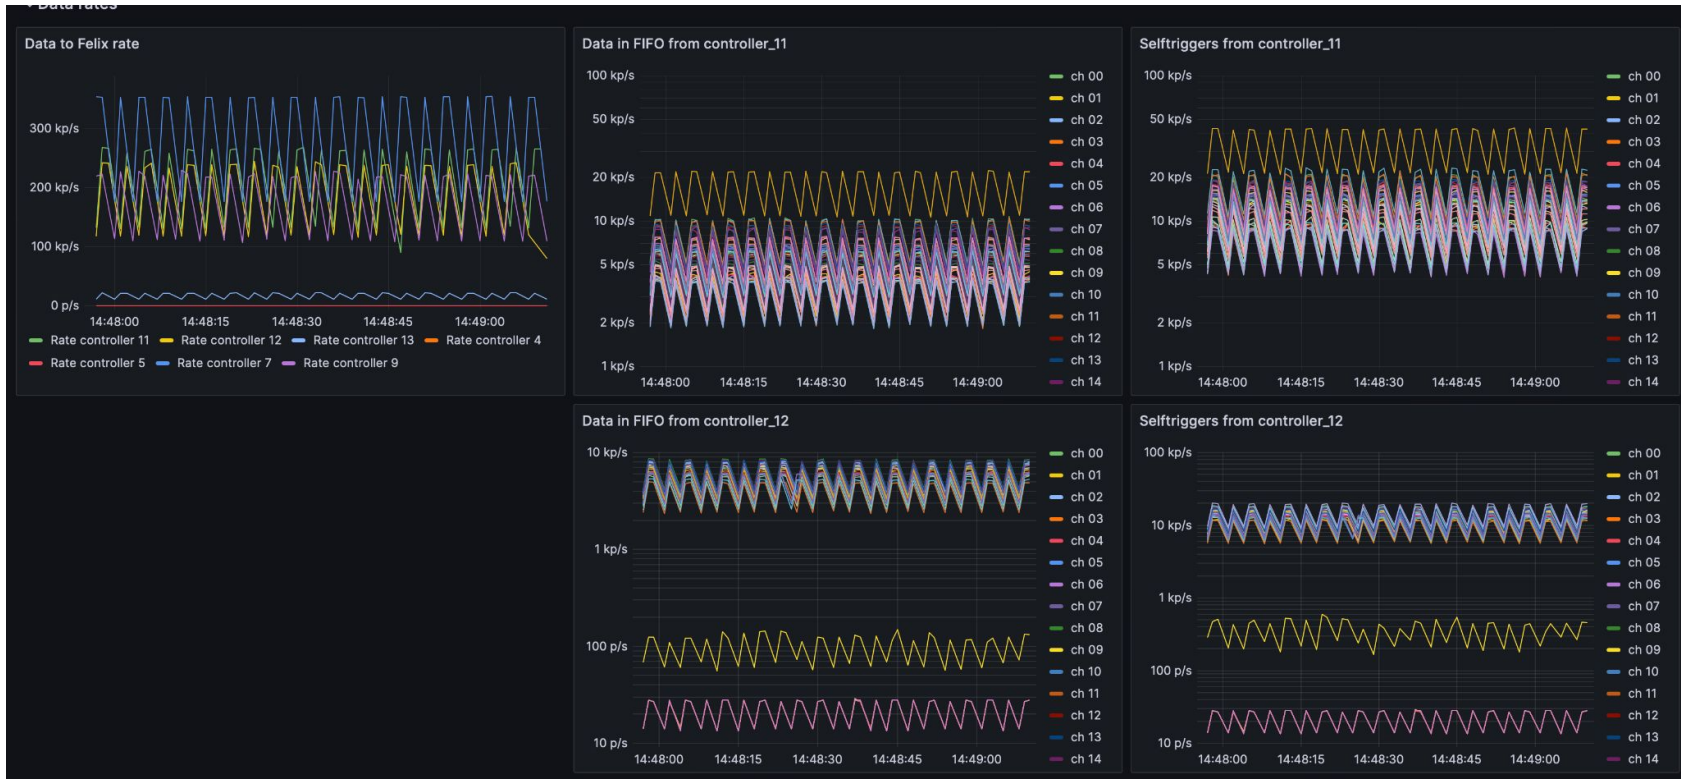 Data rates
Data to Felix rate
300 kp/s
200 kp/s
100 kp/s
0 p/s
14:48:00 14:48:15 14:48:30 14:48:45 14:49:00
Rate controller 11 Rate controller 12 Rate controller 13 Rate controller 4
Rate controller 5 Rate controller 7 Rate controller 9
Data in FIFO from controller_11
100 kp/s
50 kp/s
20 kp/s
10 kp/s
5 kp/s
2 kp/s
1 kp/s
14:48:00 14:48:15 14:48:30 14:48:45 14:49:00
ch 00
ch 01
ch 02
ch 03
ch 04
ch 05
ch 06
ch 07
ch 08
ch 09
ch 10
ch 11
ch 12
ch 13
ch 14
Selftriggers from controller_11
100 kp/s
50 kp/s
20 kp/s
10 kp/s
5 kp/s
2 kp/s
1 kp/s
14:48:00 14:48:15 14:48:30 14:48:45 14:49:00
ch 00
ch 01
ch 02
ch 03
ch 04
ch 05
ch 06
ch 07
ch 08
ch 09
ch 10
ch 11
ch 12
ch 13
ch 14
Data in FIFO from controller_12
10 kp/s
1 kp/s
100 p/s
10 p/s
14:48:00 14:48:15 14:48:30 14:48:45 14:49:00
ch 00
ch 01
ch 02
ch 03
ch 04
ch 05
ch 06
ch 07
ch 08
ch 09
ch 10
ch 11
ch 12
ch 13
ch 14
Selftriggers from controller_12
100 kp/s
10 kp/s
1 kp/s
100 p/s
10 p/s
14:48:00 14:48:15 14:48:30 14:48:45 14:49:00
ch 00
ch 01
ch 02
ch 03
ch 04
ch 05
ch 06
ch 07
ch 08
ch 09
ch 10
ch 11
ch 12
ch 13
ch 14